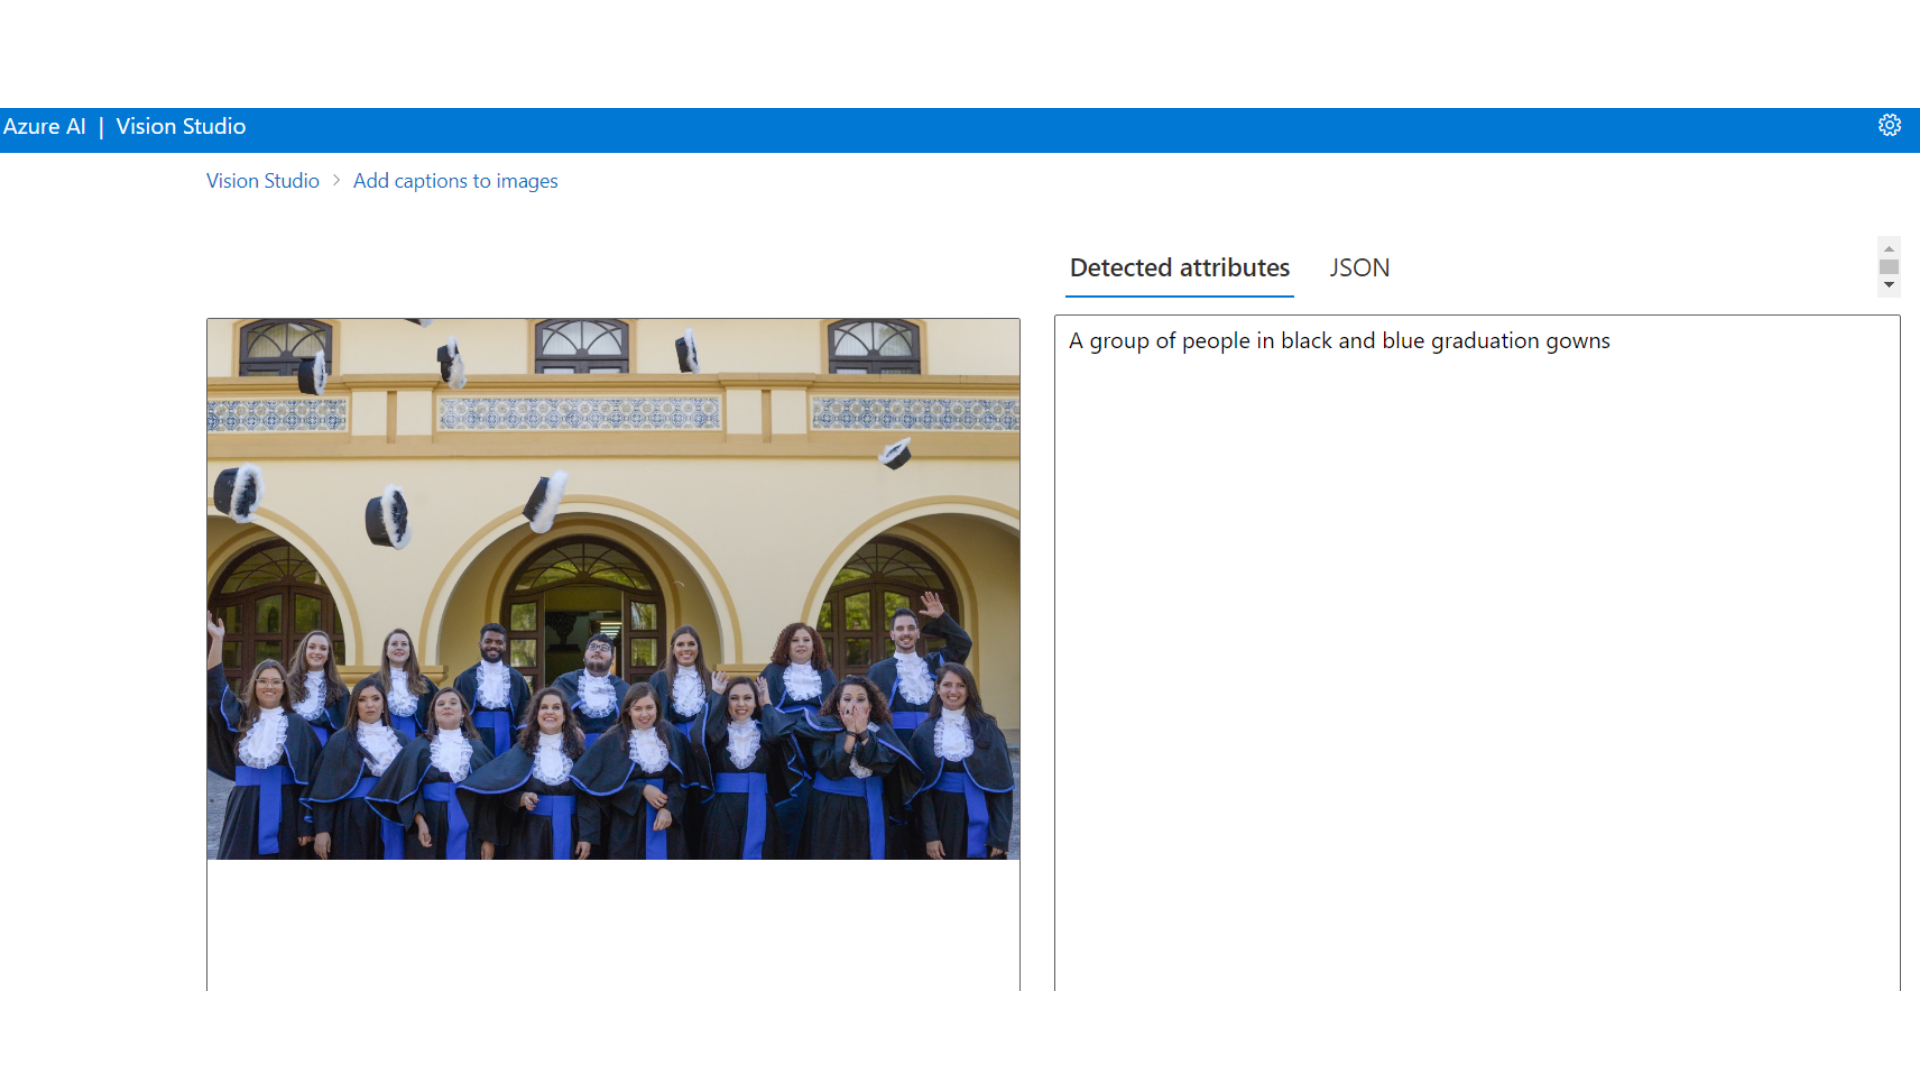 Azure AI | Vision Studio
Vision Studio > Add captions to images
Detected attributes JSON
A group of people in black and blue graduation gowns